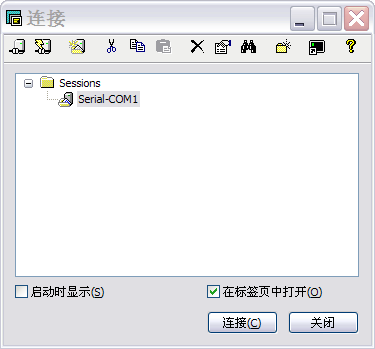 连接
Sessions
Serial-COM1
启动时显示(S)
在标签页中打开(O)
连接(C)
关闭